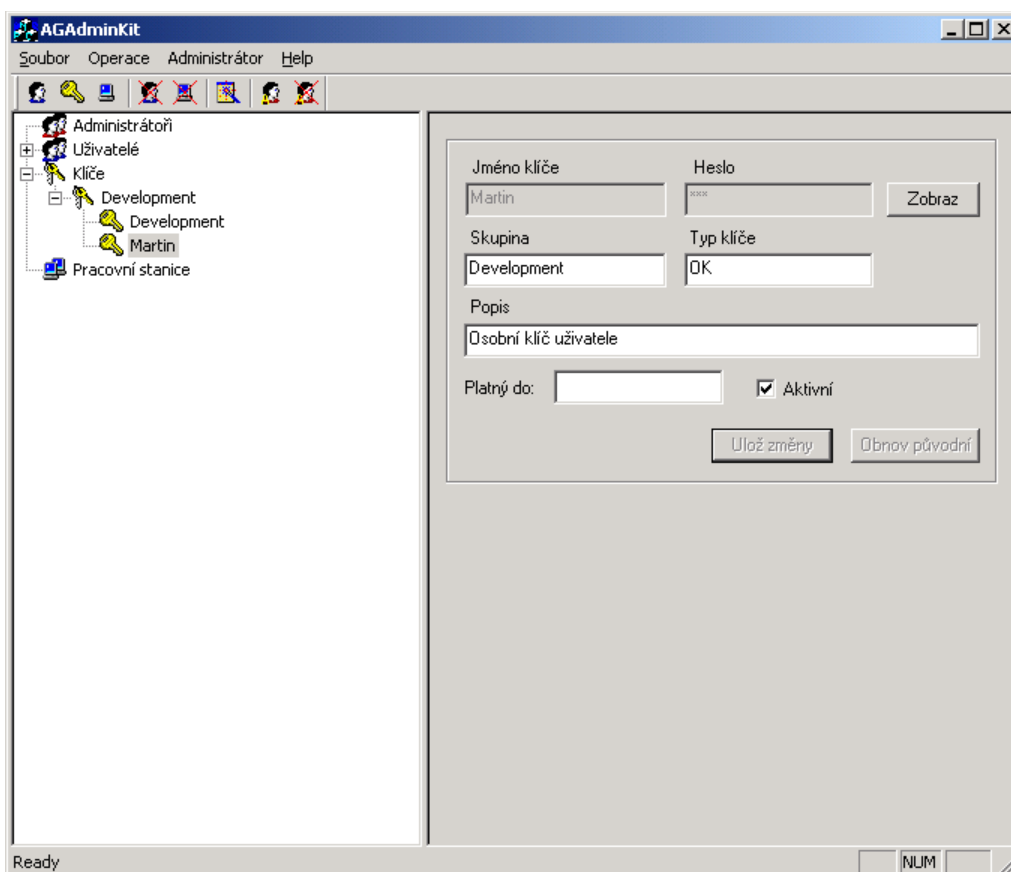 AGAdminKit
Soubor Operace Administrátor Help
Administrátoři
Uživatelé
Klíče
Development
Development
Martin
Pracovní stanice
Jméno klíče Heslo
Martin *** Zobraz
Skupina Typ klíče
Development OK
Popis
Osobní klíč uživatele
Platný do: Aktivní
Ulož změny Obnov původní
Ready NUM